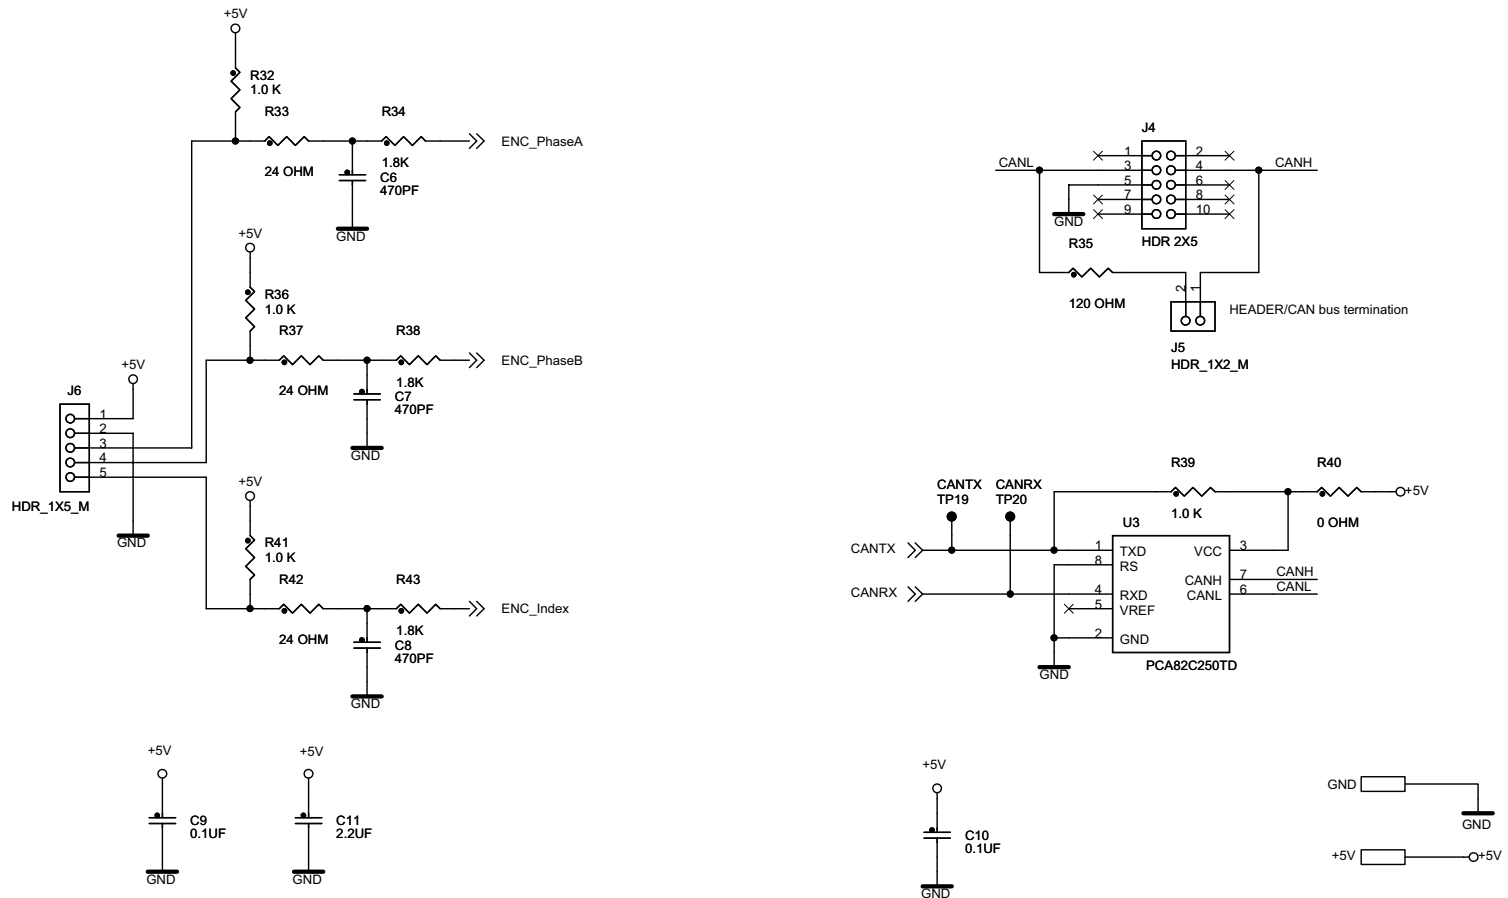 +5V
R32
1.0 K
R33
R34
ENC_PhaseA
24 OHM
1.8K
C6
470PF
GND
+5V
R36
1.0 K
R37
R38
ENC_PhaseB
24 OHM
1.8K
C7
470PF
GND
+5V
J6
1
2
3
4
5
HDR_1X5_M
GND
+5V
R41
1.0 K
R42
R43
ENC_Index
24 OHM
1.8K
C8
470PF
GND
+5V
C9
0.1UF
GND
+5V
C11
2.2UF
GND
J4
CANL
CANH
1 2
3 4
5 6
7 8
9 10
GND
HDR 2X5
R35
120 OHM
2 1
HEADER/CAN bus termination
J5
HDR_1X2_M
R39
R40
CANTX
TP19
CANRX
TP20
+5V
1.0 K
0 OHM
U3
CANTX
1 TXD VCC 3
8 RS
CANH 7 CANH
CANRX
4 RXD CANL 6 CANL
5 VREF
2 GND
GND
PCA82C250TD
+5V
C10
0.1UF
GND
GND
GND
+5V
+5V